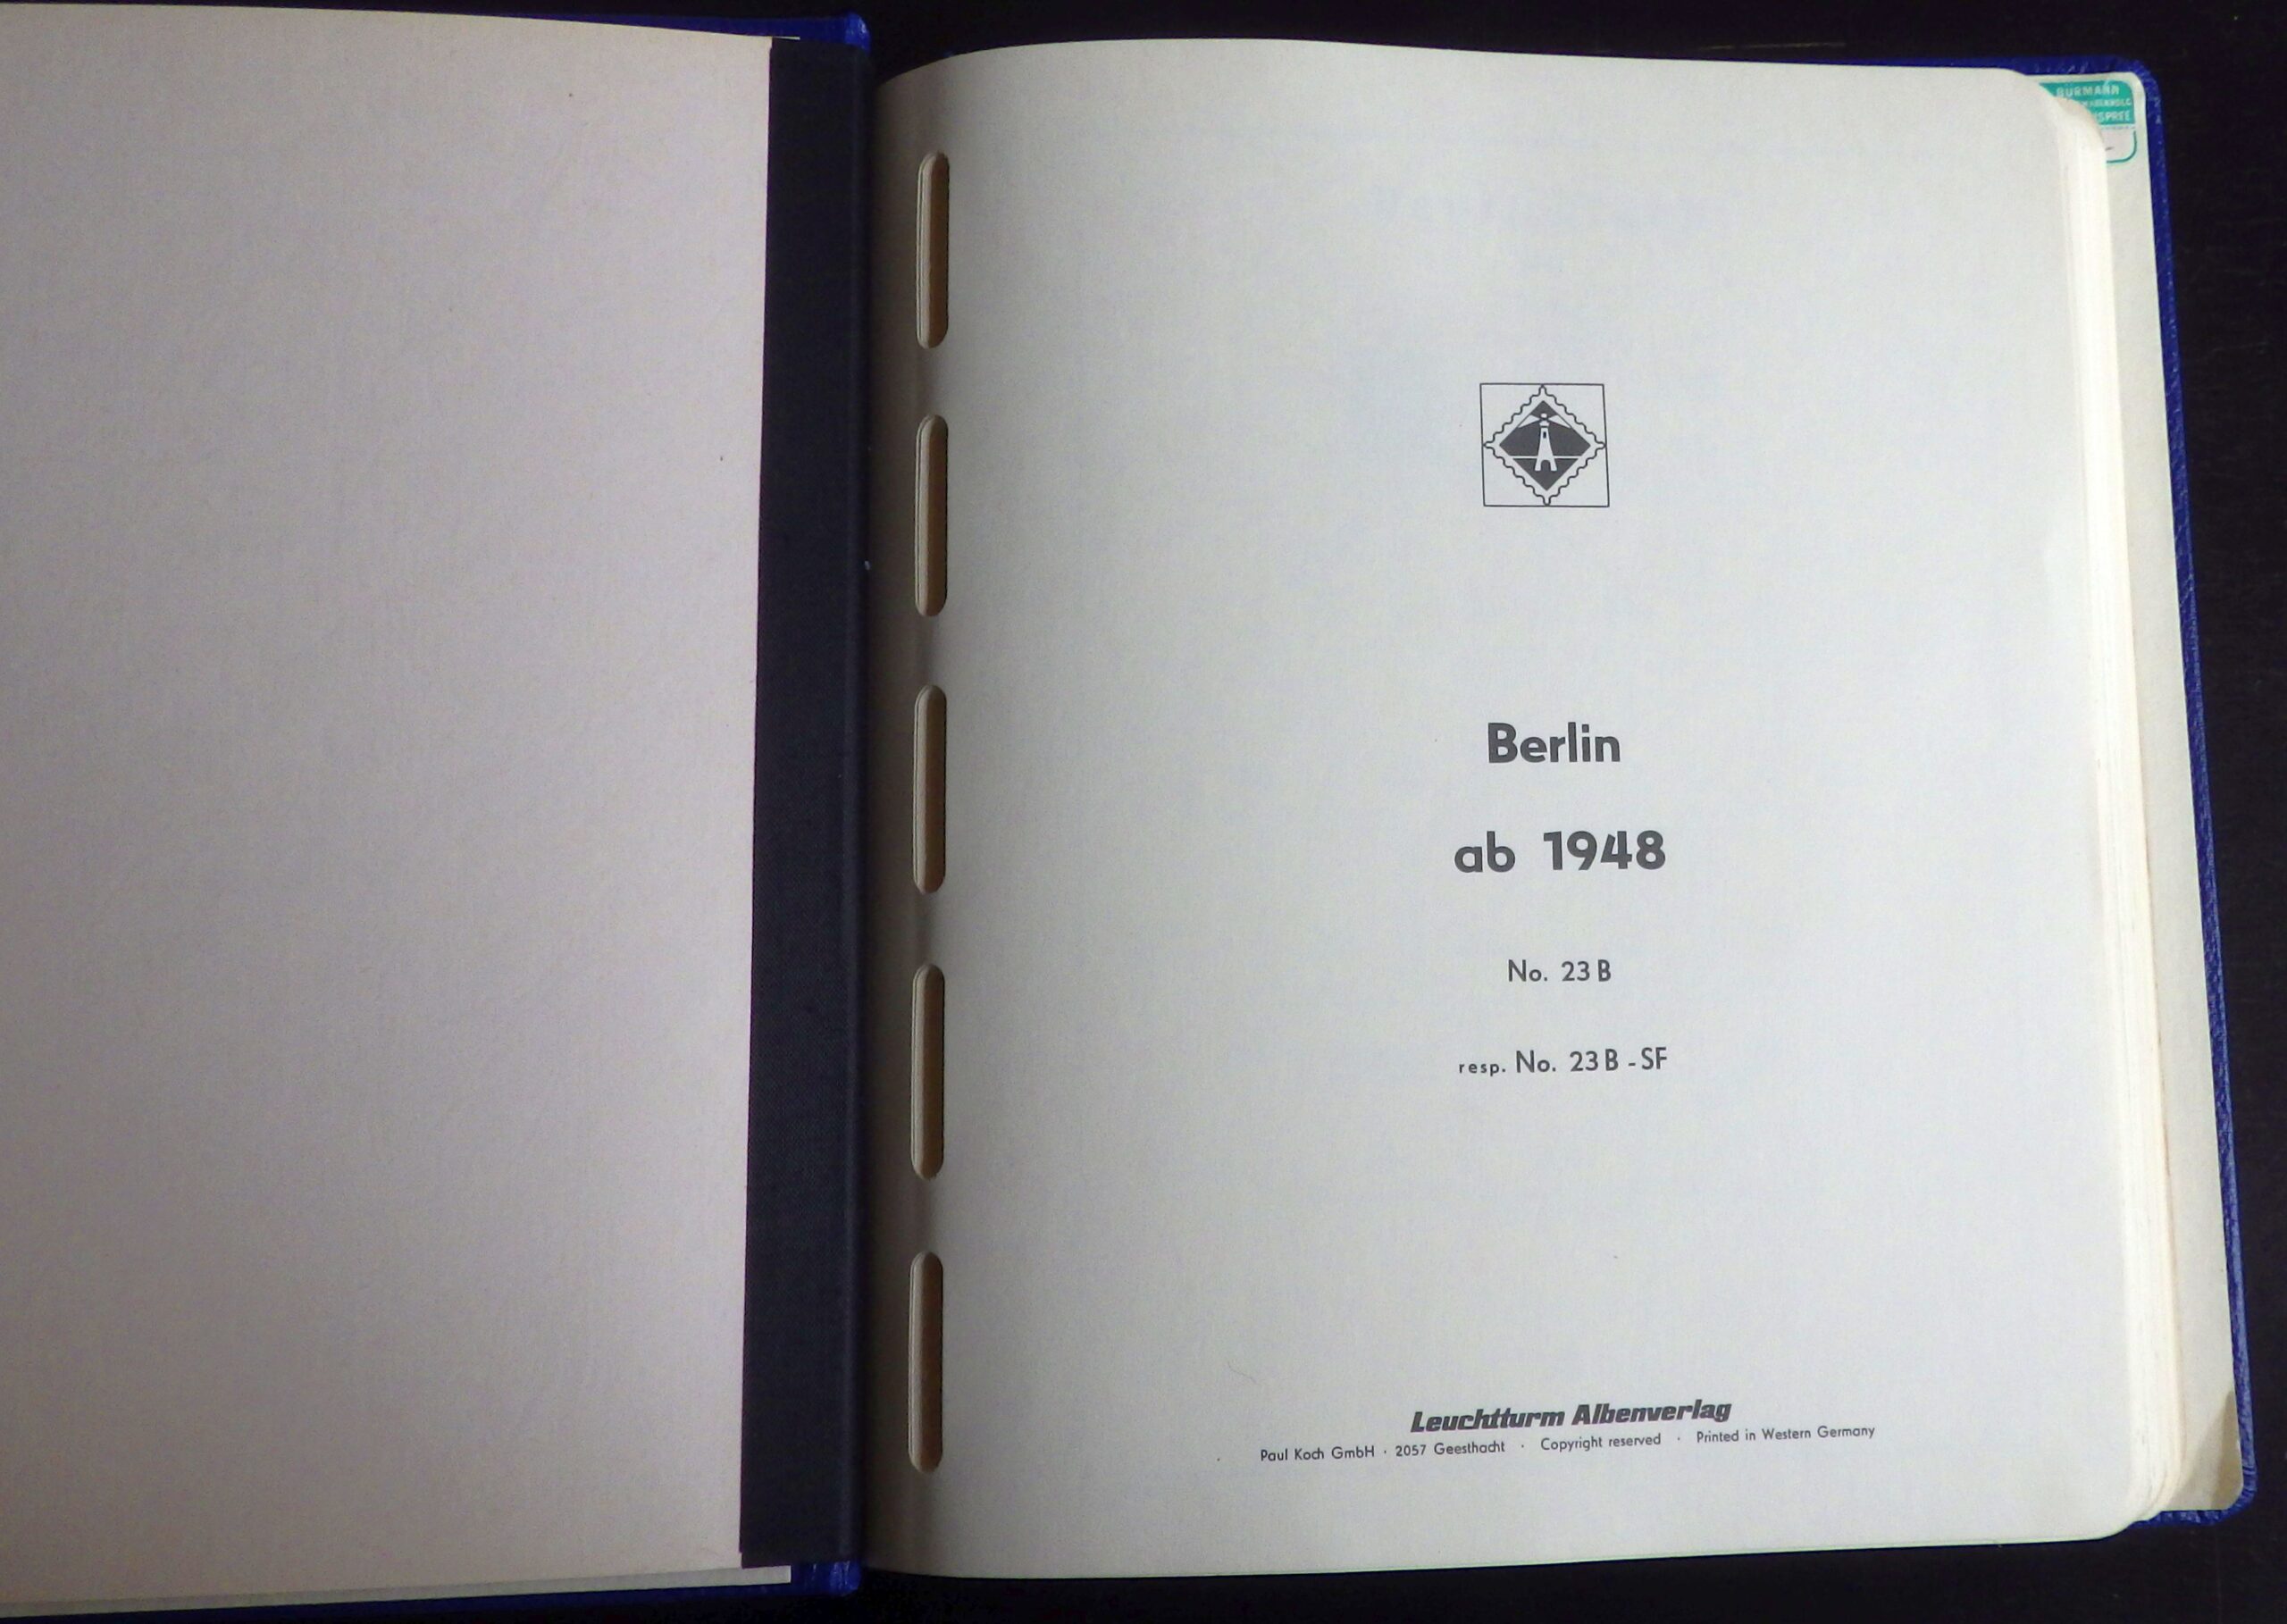 BURMANN
Berlin
ab 1948
No. 23 B
resp. No. 23 B - SF
Leuchtturm Albenverlag
Paul Koch GmbH · 2057 Geesthacht · Copyright reserved · Printed in Western Germany